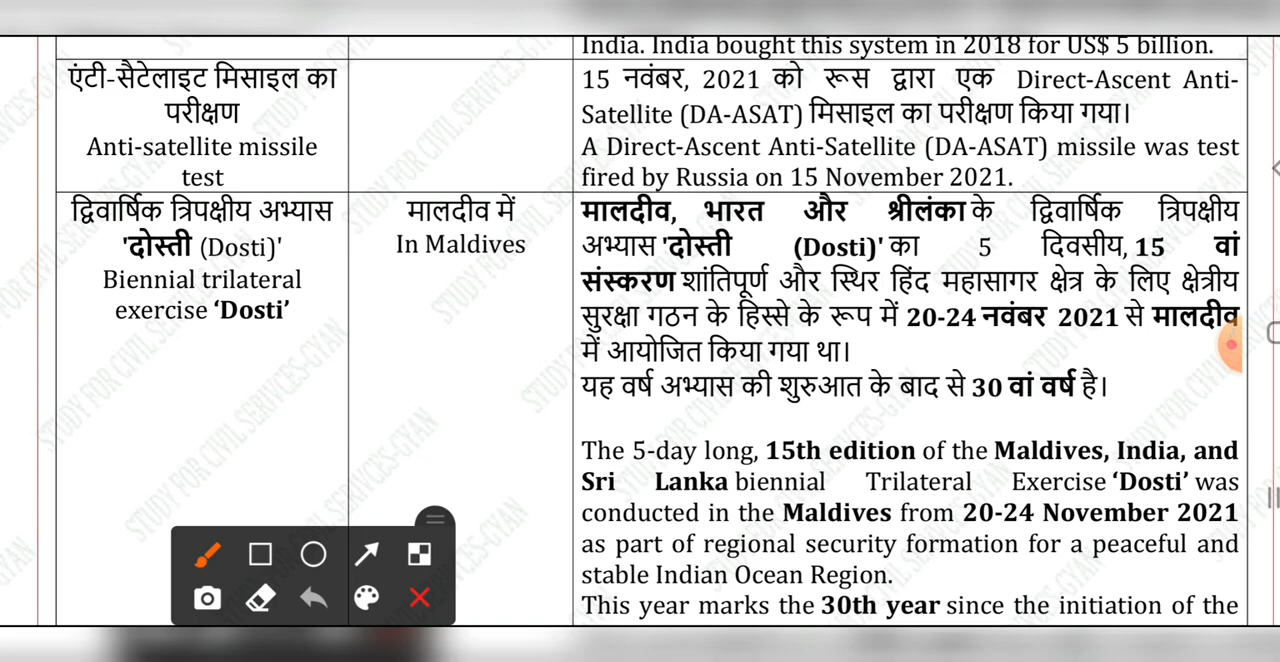 India. India bought this system in 2018 for US$ 5 billion.
एंटी-सैटेलाइट मिसाइल का
परीक्षण
Anti-satellite missile
test
15 नवंबर, 2021 को रूस द्वारा एक Direct-Ascent Anti-
Satellite (DA-ASAT) मिसाइल का परीक्षण किया गया।
A Direct-Ascent Anti-Satellite (DA-ASAT) missile was test
fired by Russia on 15 November 2021.
द्विवार्षिक त्रिपक्षीय अभ्यास
'दोस्ती (Dosti)'
Biennial trilateral
exercise ‘Dosti’
मालदीव में
In Maldives
मालदीव, भारत और श्रीलंका के द्विवार्षिक त्रिपक्षीय
अभ्यास 'दोस्ती (Dosti)' का 5 दिवसीय, 15 वां
संस्करण शांतिपूर्ण और स्थिर हिंद महासागर क्षेत्र के लिए क्षेत्रीय
सुरक्षा गठन के हिस्से के रूप में 20-24 नवंबर 2021 से मालदीव
में आयोजित किया गया था।
यह वर्ष अभ्यास की शुरुआत के बाद से 30 वां वर्ष है।
The 5-day long, 15th edition of the Maldives, India, and
Sri Lanka biennial Trilateral Exercise ‘Dosti’ was
conducted in the Maldives from 20-24 November 2021
as part of regional security formation for a peaceful and
stable Indian Ocean Region.
This year marks the 30th year since the initiation of the
STUDY FOR CIVIL SERIVCES-GYAN